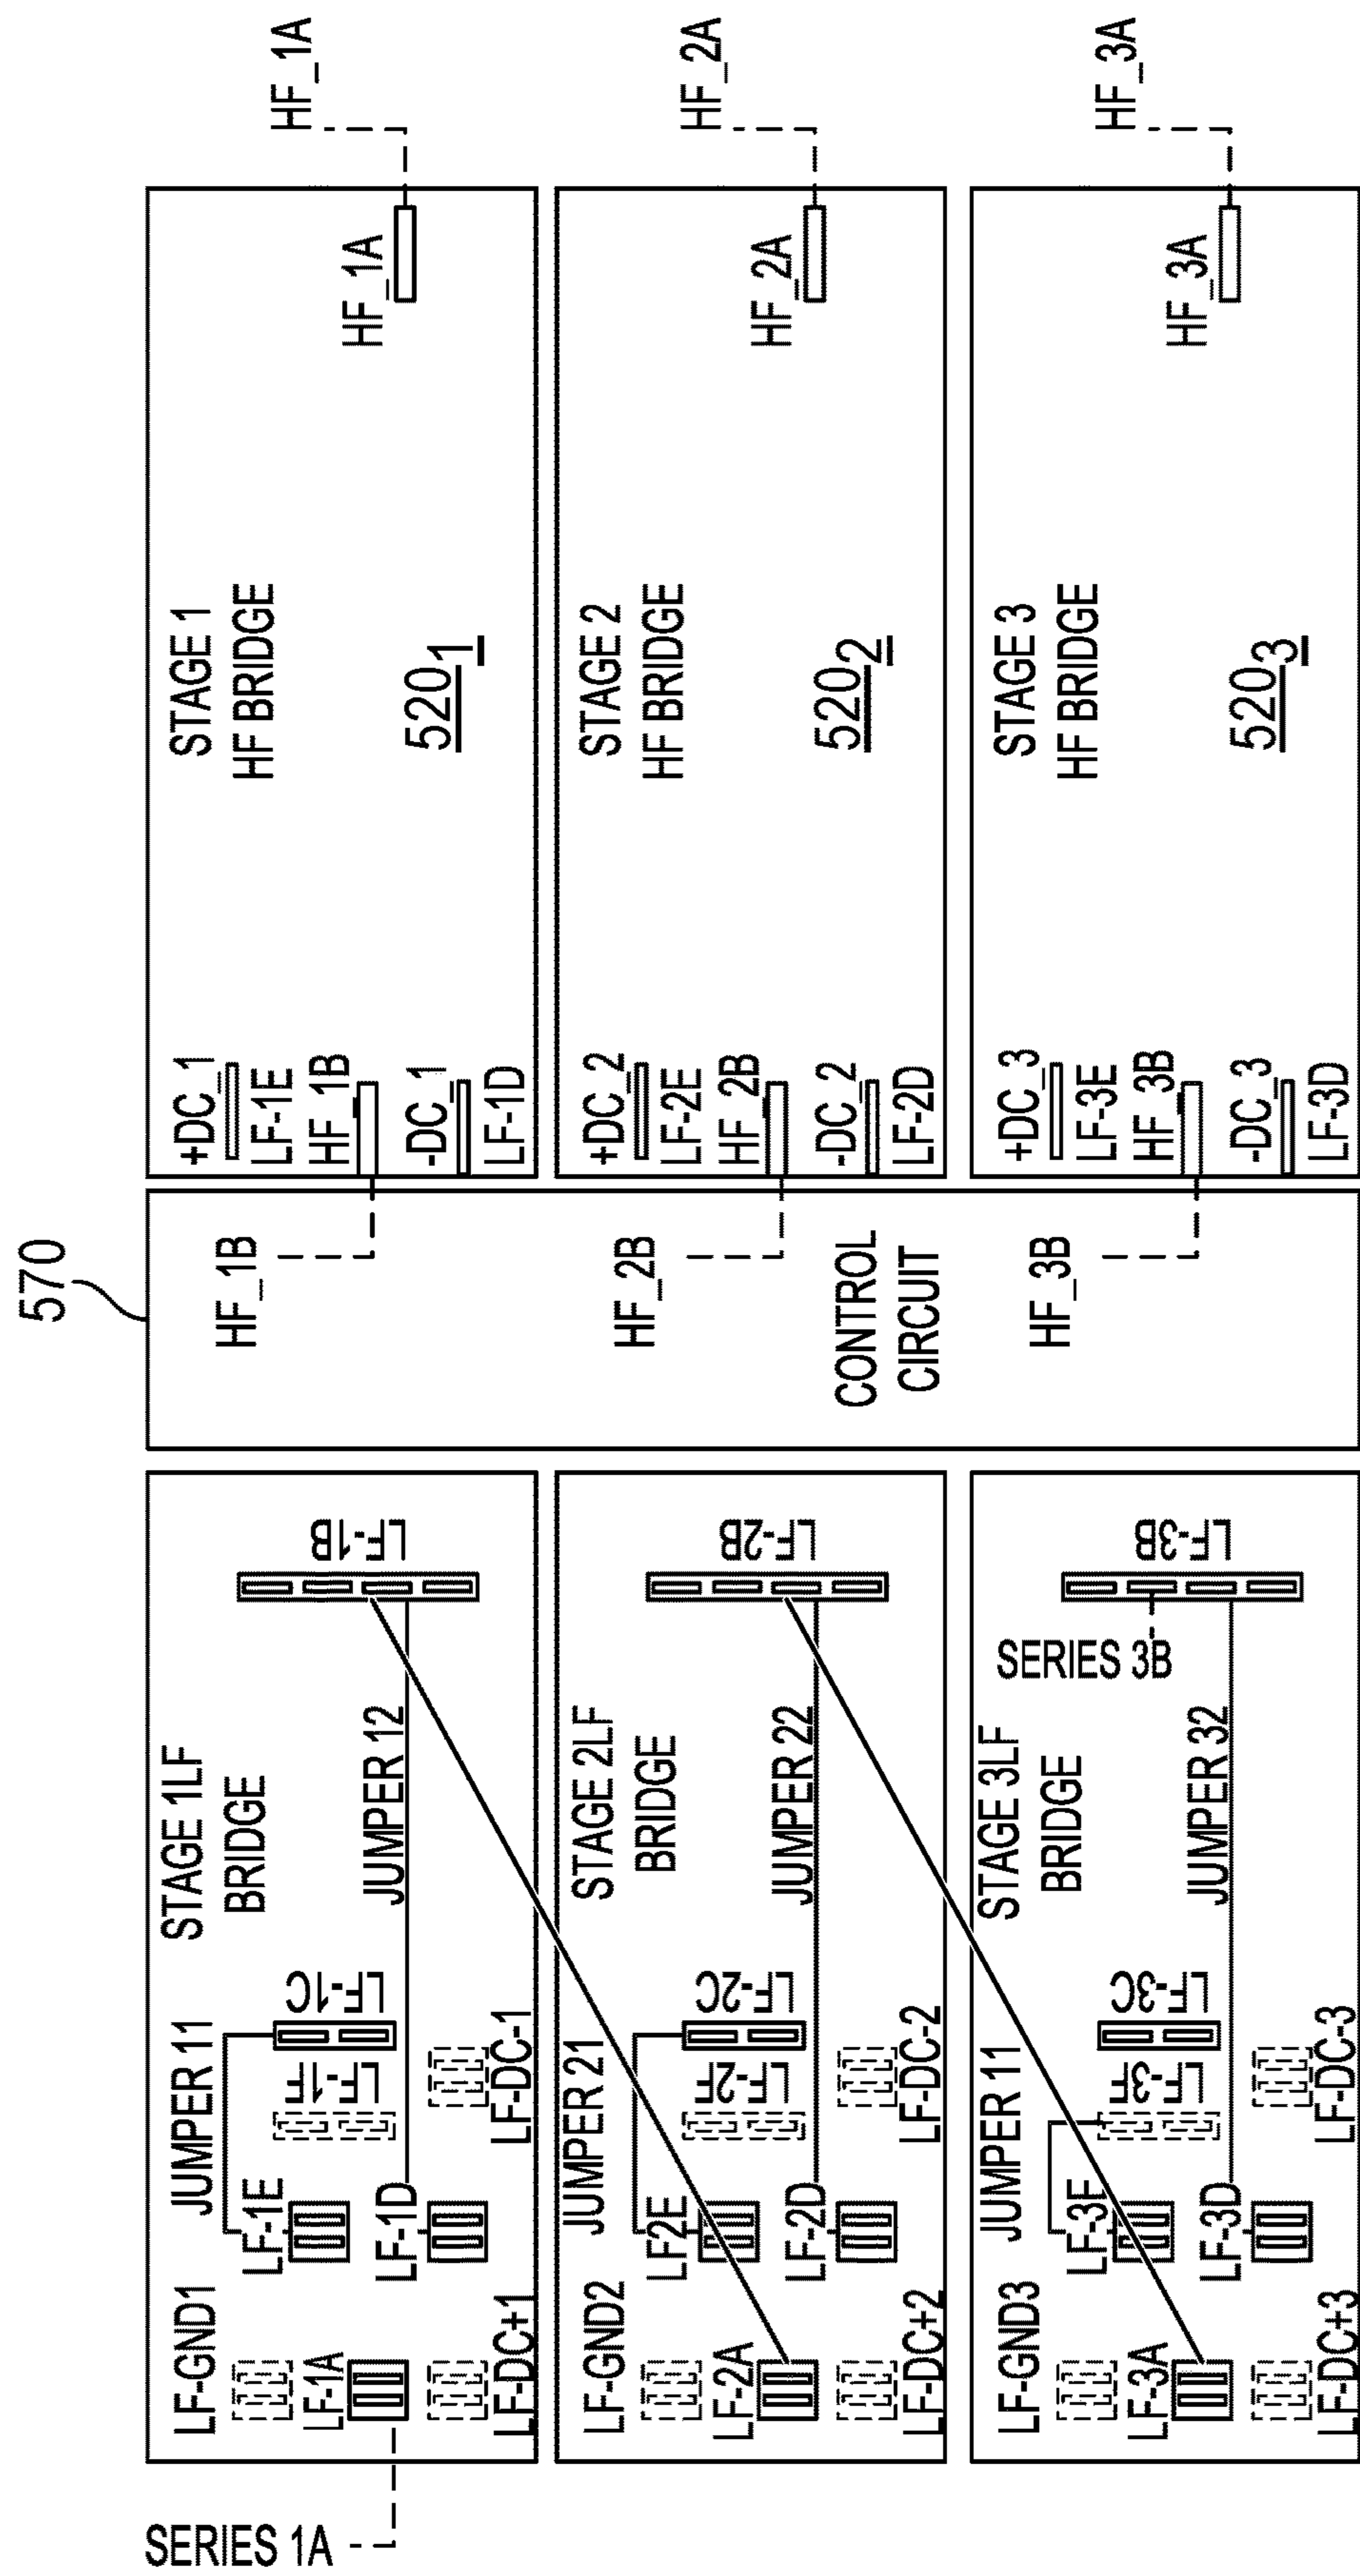 570
SERIES 1A
LF-GND1
LF-1A
LF-DC+1
JUMPER 11
LF-1E
LF-1D
LF-1F
LF-1C
LF-DC-1
STAGE 1LF
BRIDGE
JUMPER 12
LF-1B
HF_1B
+DC_1
LF-1E
HF_1B
-DC_1
LF-1D
STAGE 1
HF BRIDGE
520₁
HF_1A
HF_1A
LF-GND2
LF-2A
LF-DC+2
JUMPER 21
LF2E
LF-2D
LF-2F
LF-2C
LF-DC-2
STAGE 2LF
BRIDGE
JUMPER 22
LF-2B
HF_2B
CONTROL
CIRCUIT
+DC_2
LF-2E
HF_2B
-DC_2
LF-2D
STAGE 2
HF BRIDGE
520₂
HF_2A
HF_2A
LF-GND3
LF-3A
LF-DC+3
JUMPER 11
LF-3E
LF-3D
LF-3F
LF-3C
LF-DC-3
STAGE 3LF
BRIDGE
JUMPER 32
SERIES 3B
LF-3B
HF_3B
+DC_3
LF-3E
HF_3B
-DC_3
LF-3D
STAGE 3
HF BRIDGE
520₃
HF_3A
HF_3A